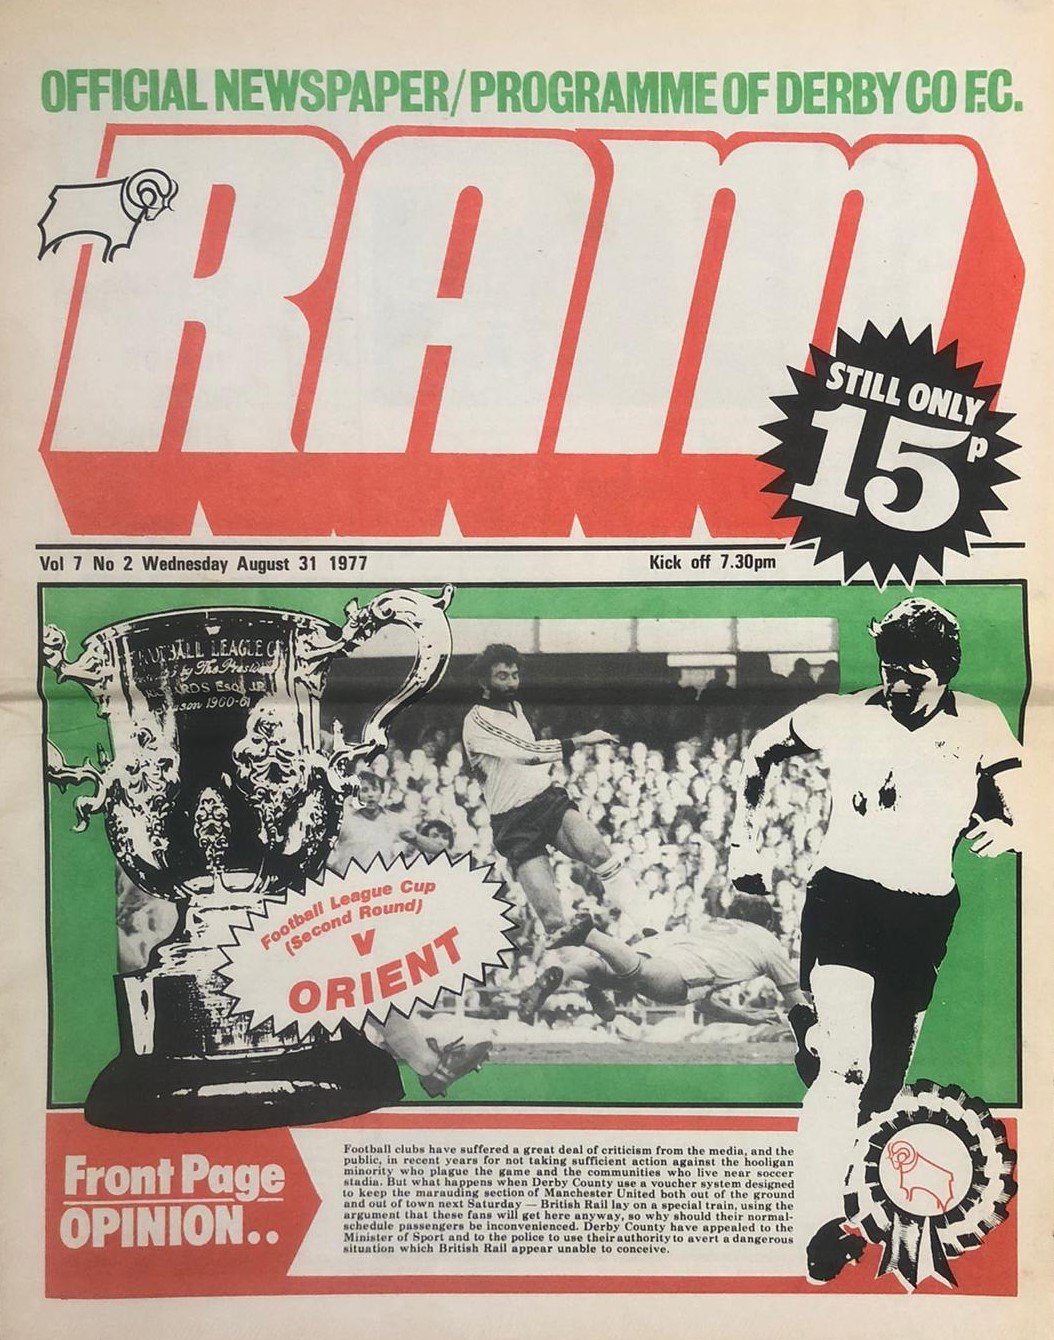 OFFICIAL NEWSPAPER/PROGRAMME OF DERBY CO F.C.
RAM
STILL ONLY
15p
Vol 7 No 2 Wednesday August 31 1977
Kick off 7.30pm
FOOTBALL LEAGUE CUP
by The President
Football League Cup
(Second Round)
V
ORIENT
Front Page
OPINION..
Football clubs have suffered a great deal of criticism from the media, and the
public, in recent years for not taking sufficient action against the hooligan
minority who plague the game and the communities who live near soccer
stadia. But what happens when Derby County use a voucher system designed
to keep the marauding section of Manchester United both out of the ground
and out of town next Saturday — British Rail lay on a special train, using the
argument that these fans will get here anyway, so why should their normal-
schedule passengers be inconvenienced. Derby County have appealed to the
Minister of Sport and to the police to use their authority to avert a dangerous
situation which British Rail appear unable to conceive.